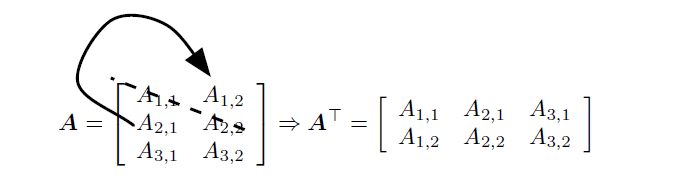 A = [ A1,1 A1,2
A2,1 A2,2
A3,1 A3,2 ] ⇒ A⊤ = [ A1,1 A2,1 A3,1
A1,2 A2,2 A3,2 ]